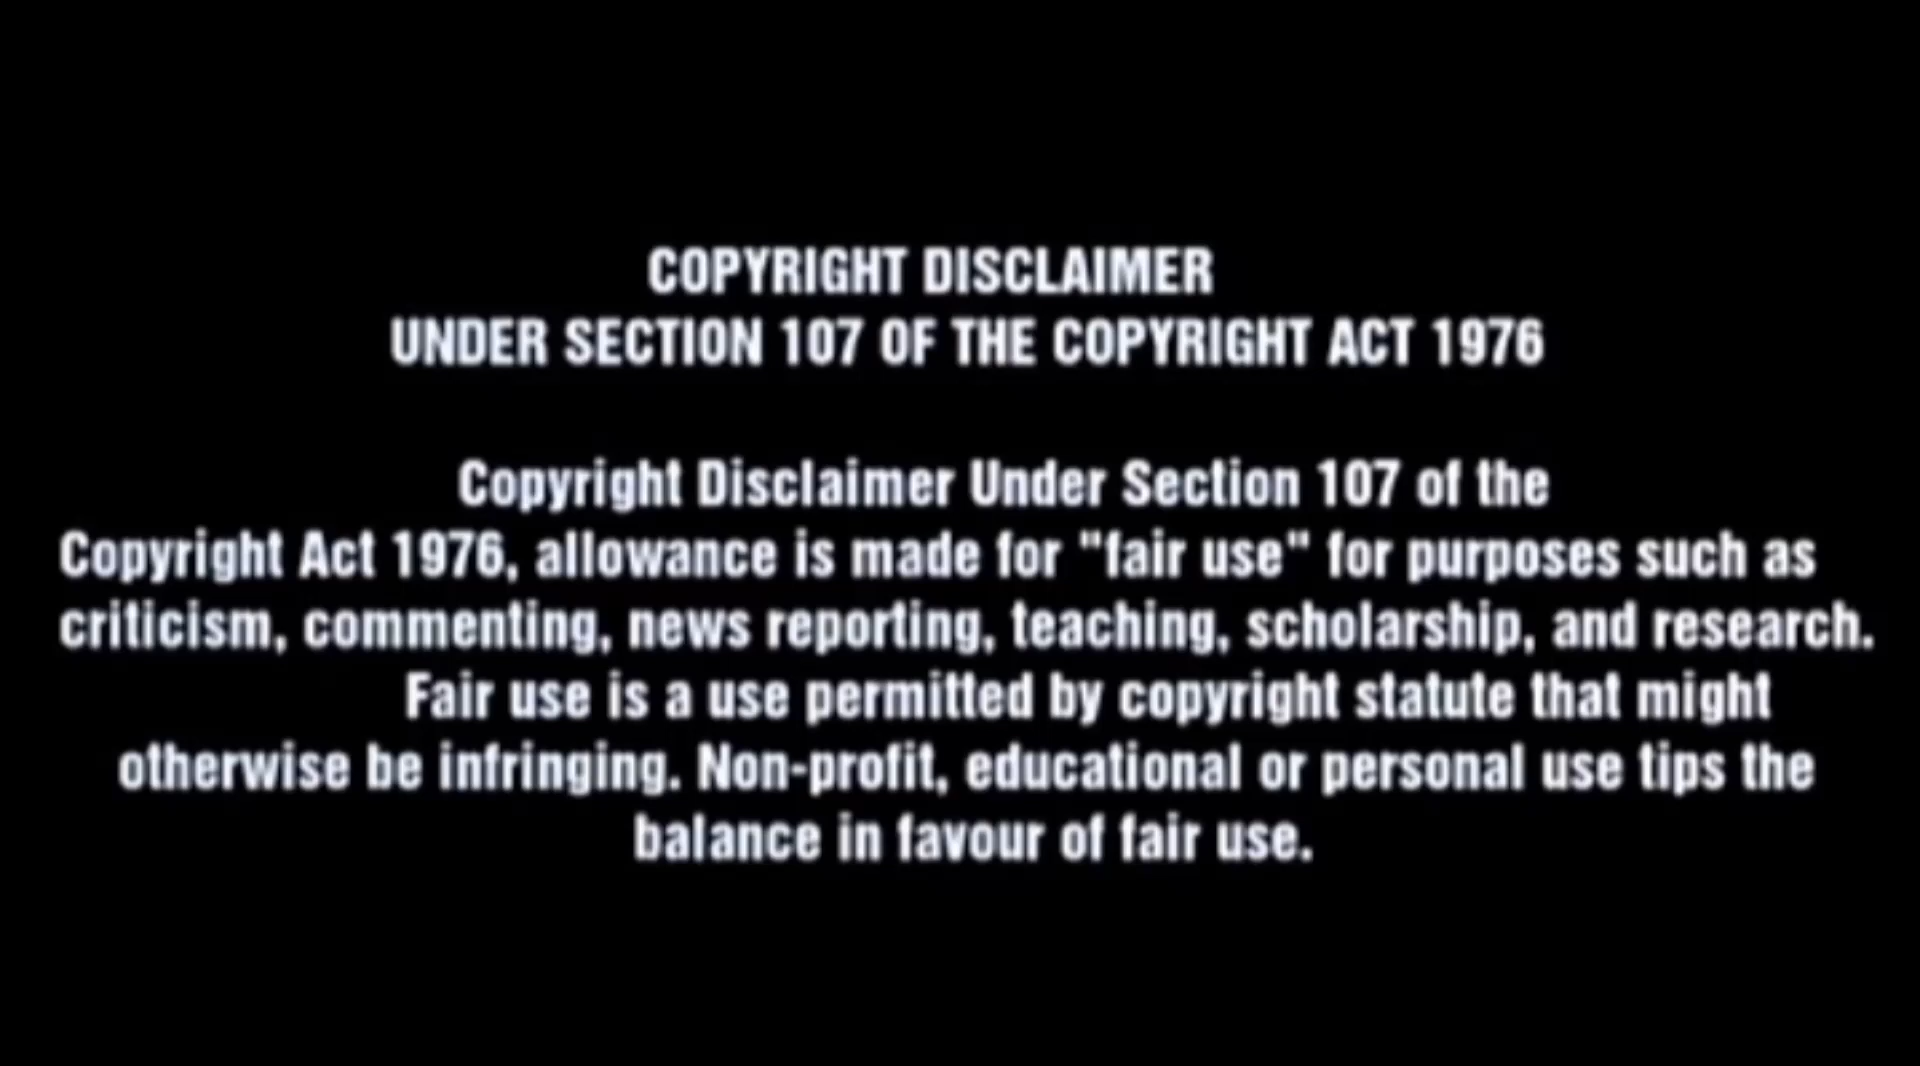 COPYRIGHT DISCLAIMER
UNDER SECTION 107 OF THE COPYRIGHT ACT 1976
Copyright Disclaimer Under Section 107 of the
Copyright Act 1976, allowance is made for "fair use" for purposes such as
criticism, commenting, news reporting, teaching, scholarship, and research.
Fair use is a use permitted by copyright statute that might
otherwise be infringing. Non-profit, educational or personal use tips the
balance in favour of fair use.